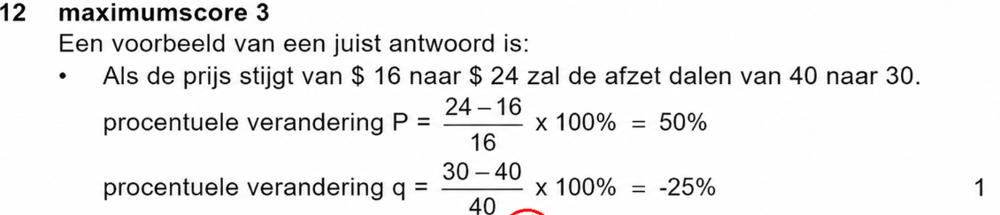 12 maximumscore 3
Een voorbeeld van een juist antwoord is:
• Als de prijs stijgt van $ 16 naar $ 24 zal de afzet dalen van 40 naar 30.
procentuele verandering P = (24 – 16)/16 x 100% = 50%
procentuele verandering q = (30 – 40)/40 x 100% = -25% 1